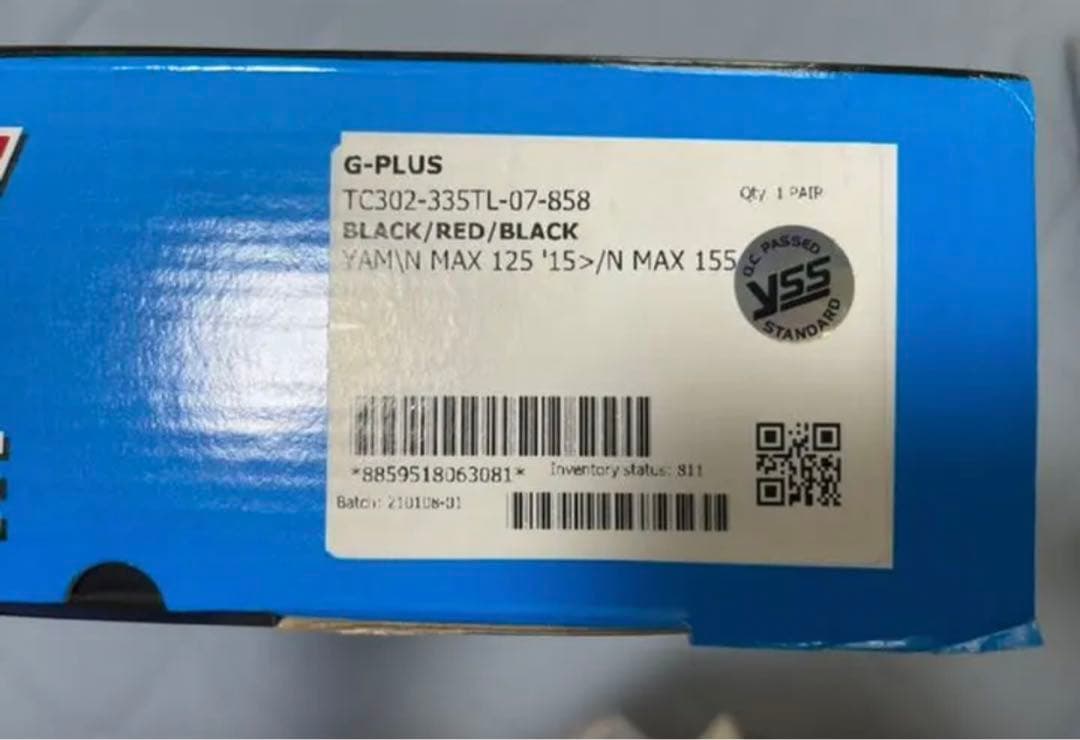 G-PLUS
TC302-335TL-07-858
Qty 1 PAIR
BLACK/RED/BLACK
YAM\N MAX 125 '15>/N MAX 155
Q.C PASSED
YSS
STANDARD
*8859518063081*
Inventory status: 811
Batch: 210108-01